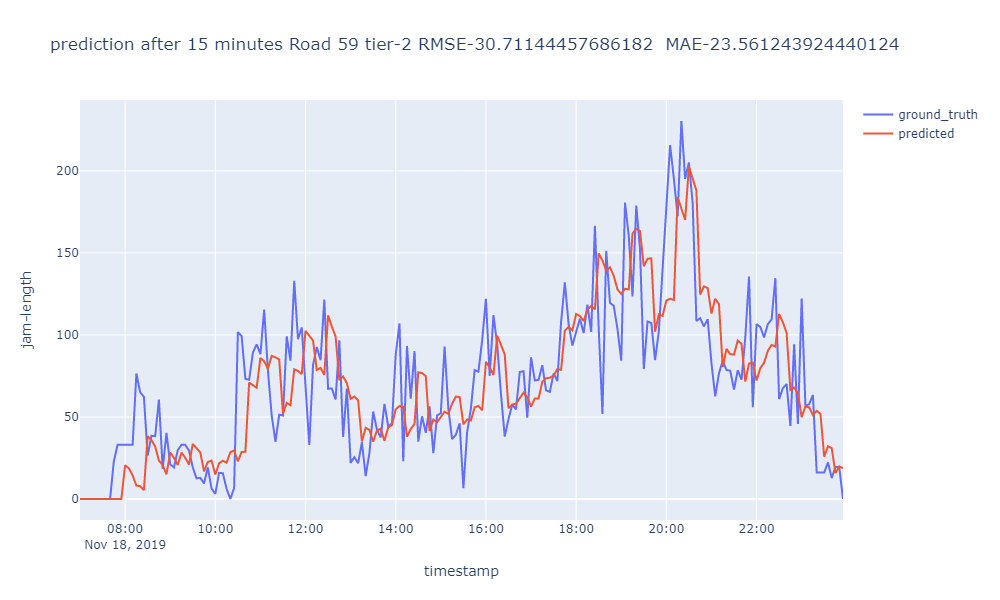 prediction after 15 minutes Road 59 tier-2 RMSE-30.71144457686182  MAE-23.561243924440124
ground_truth
predicted
200
150
100
50
0
jam-length
08:00 10:00 12:00 14:00 16:00 18:00 20:00 22:00
Nov 18, 2019
timestamp